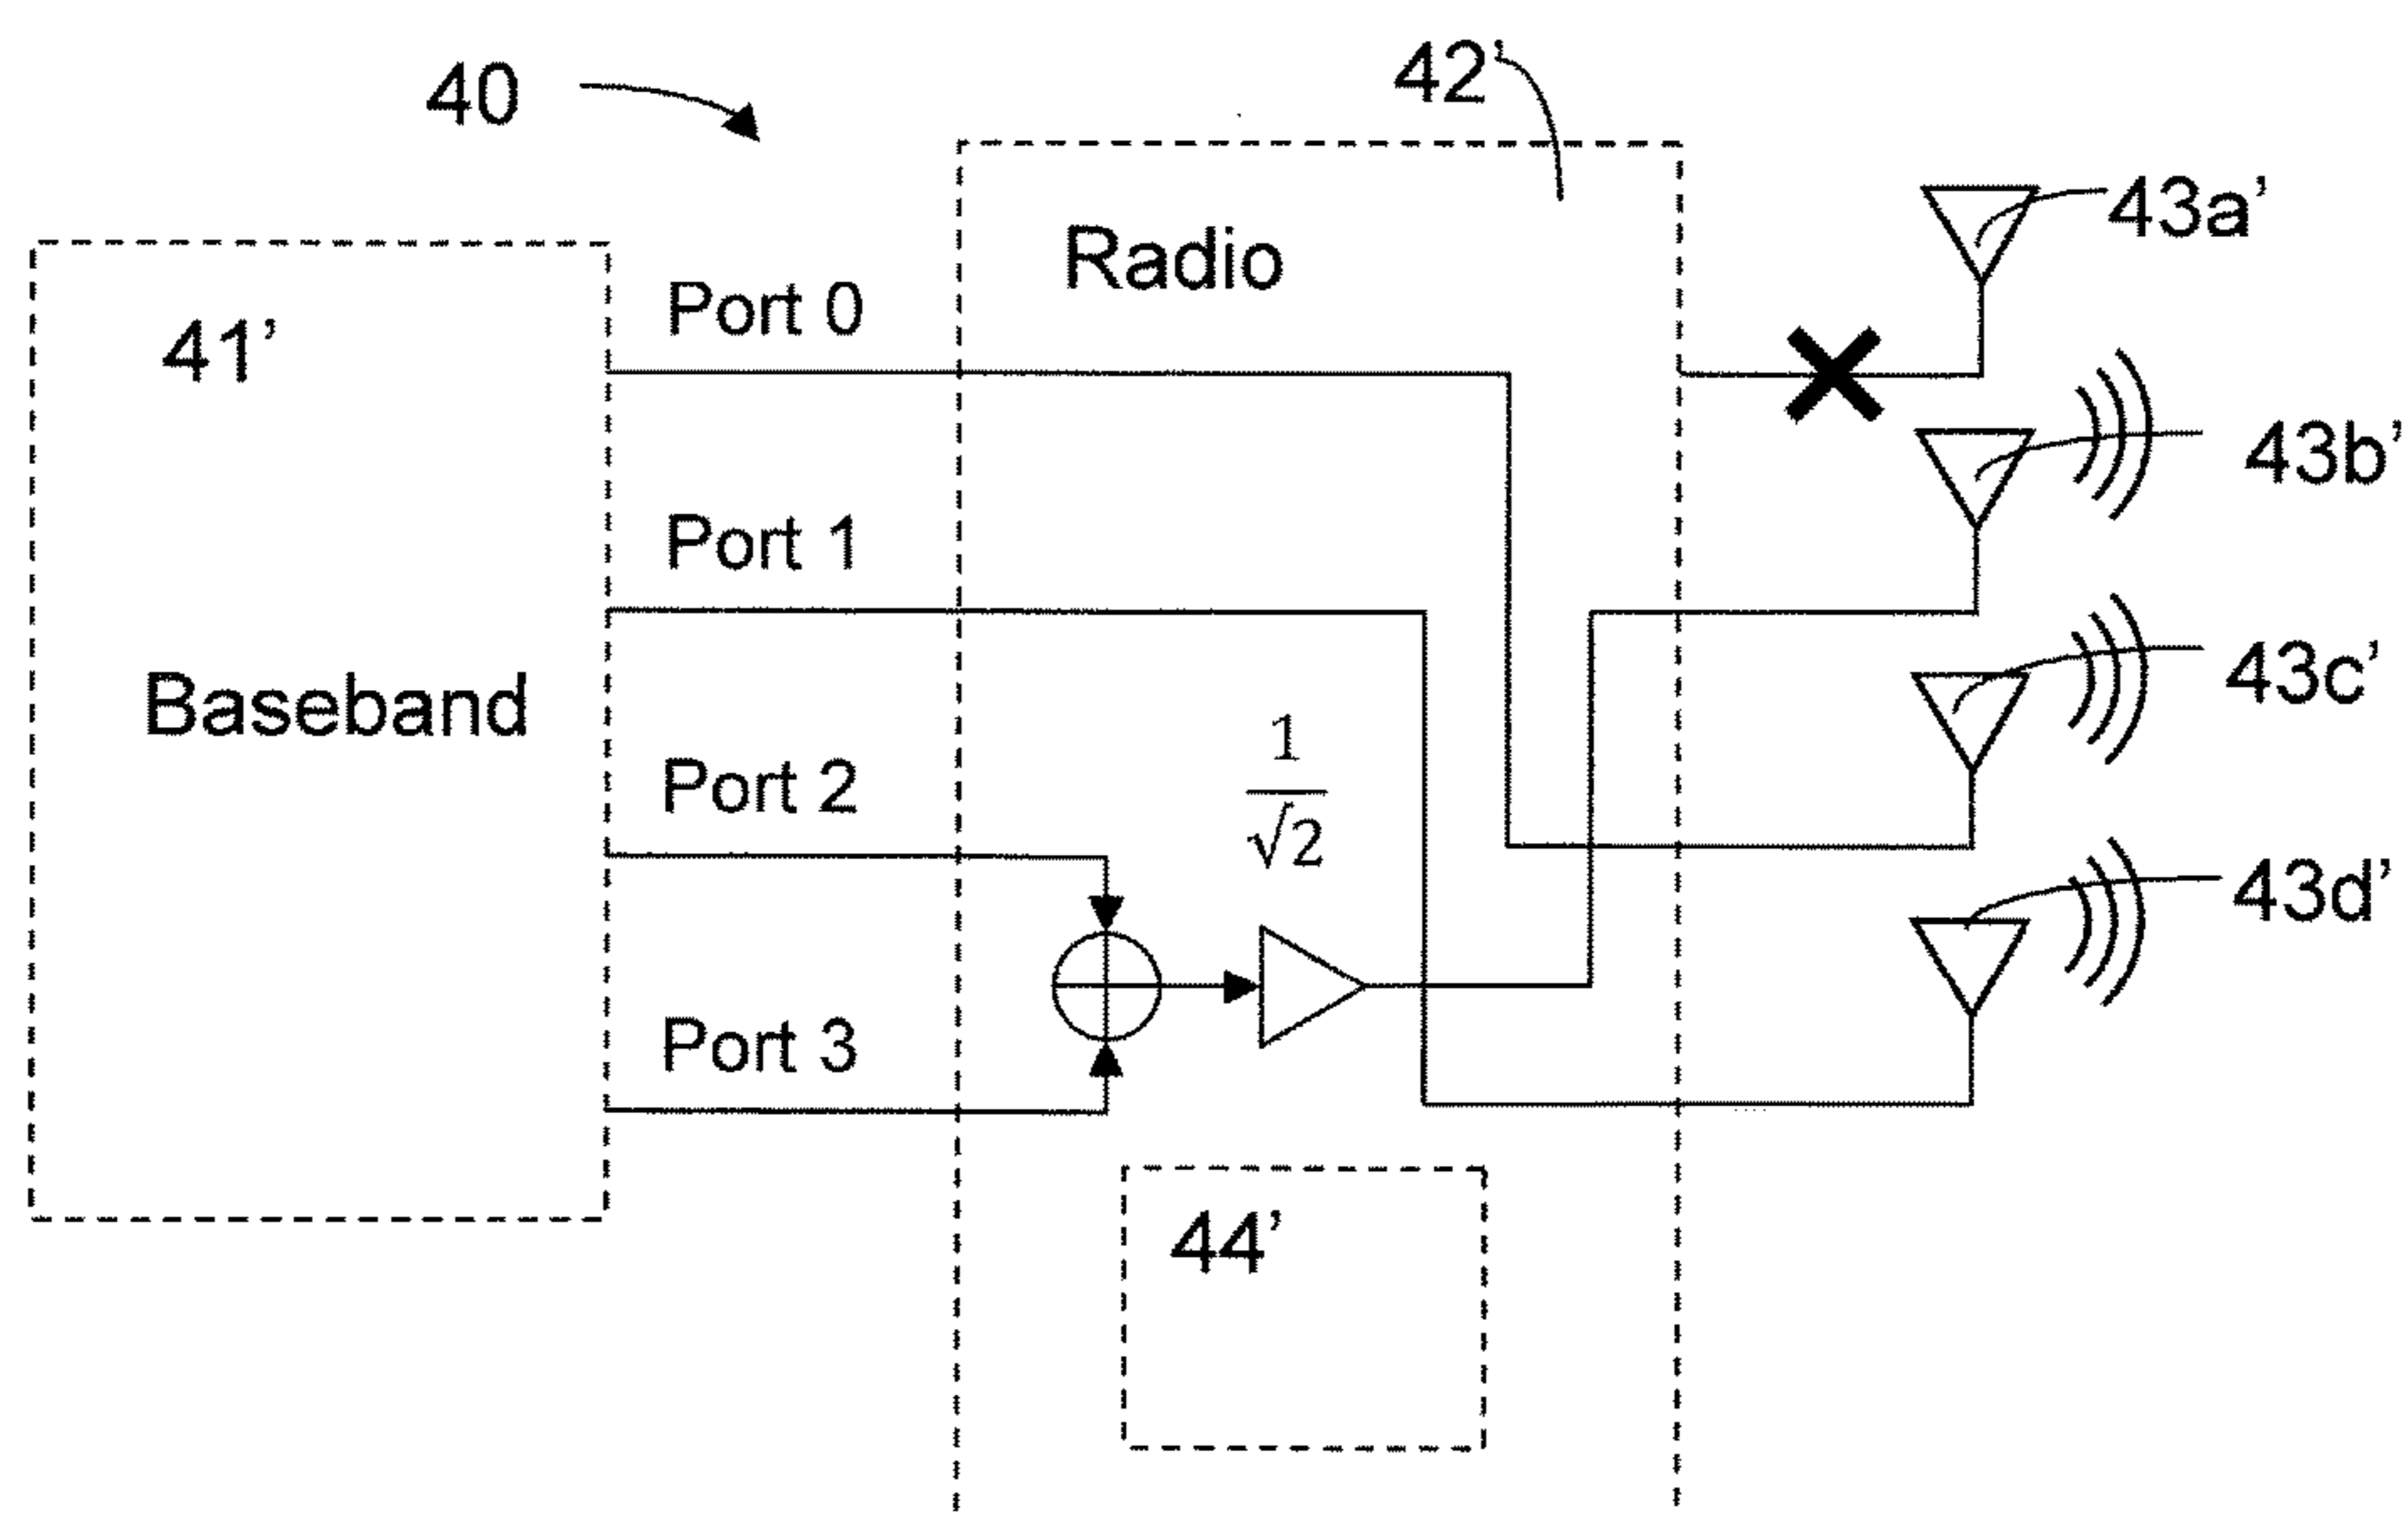 40
42'
43a'
Radio
Port 0
41'
43b'
Port 1
43c'
Baseband
Port 2
1
√2
43d'
Port 3
44'